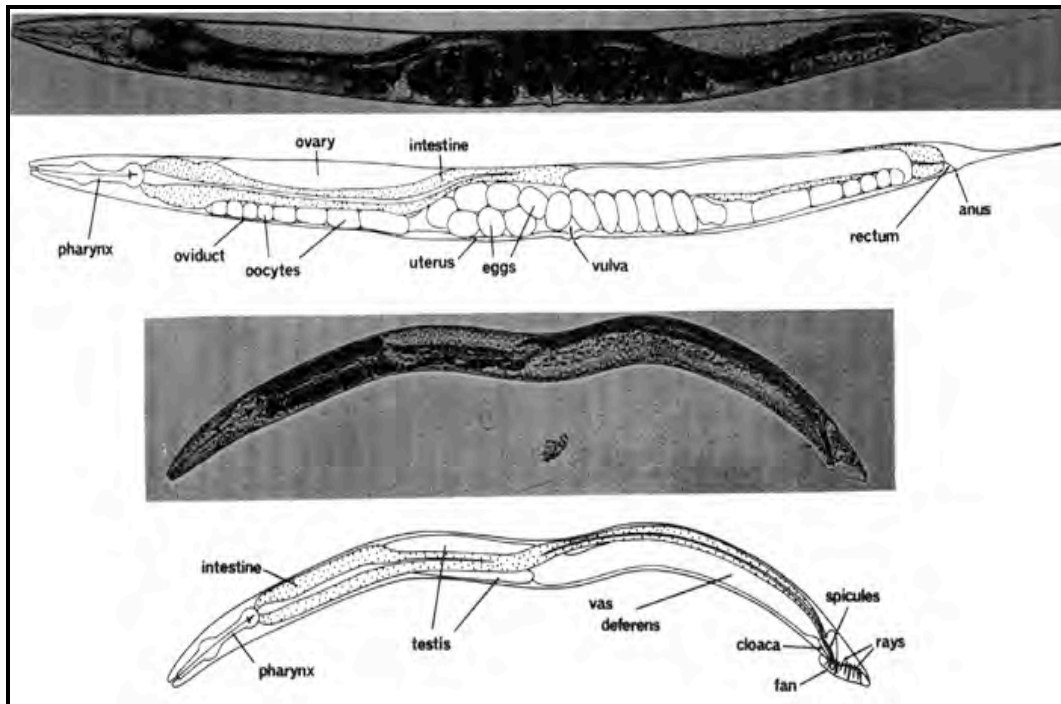 ovary
intestine
pharynx
oviduct
oocytes
uterus
eggs
vulva
rectum
anus
intestine
testis
pharynx
vas
deferens
spicules
cloaca
rays
fan